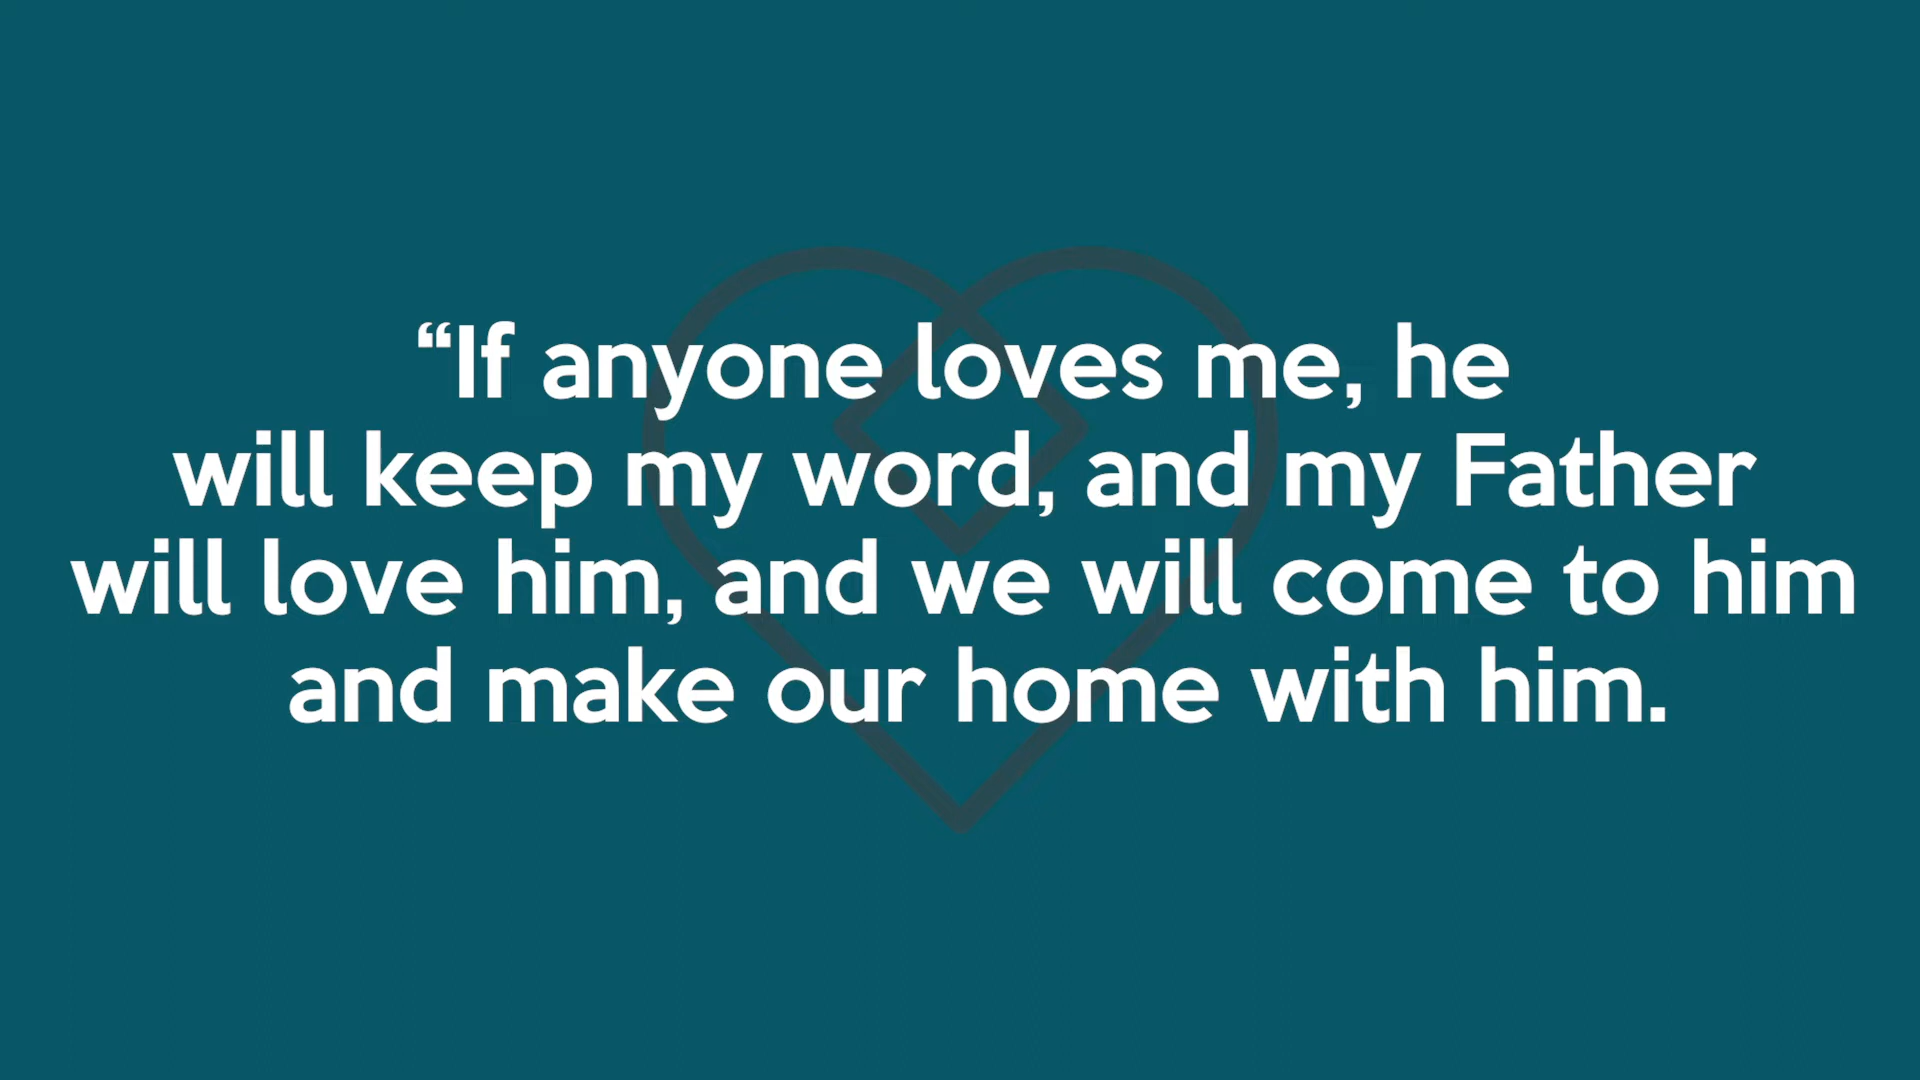 “If anyone loves me, he
will keep my word, and my Father
will love him, and we will come to him
and make our home with him.